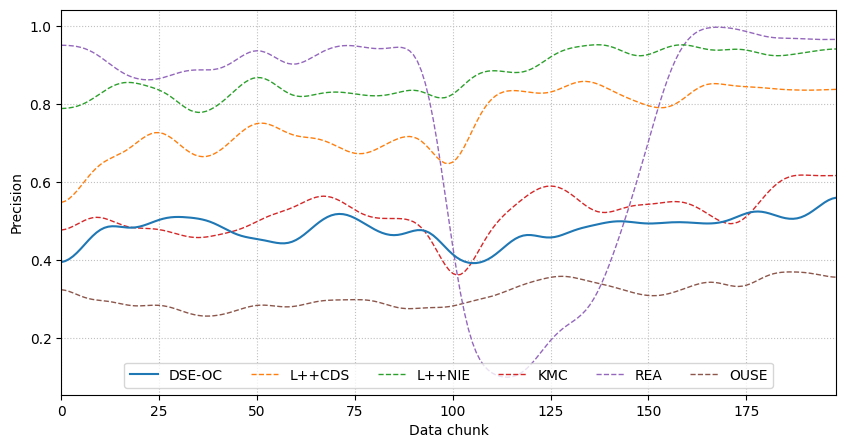 1.0
0.8
0.6
0.4
0.2
Precision
DSE-OC L++CDS L++NIE KMC REA OUSE
0 25 50 75 100 125 150 175
Data chunk